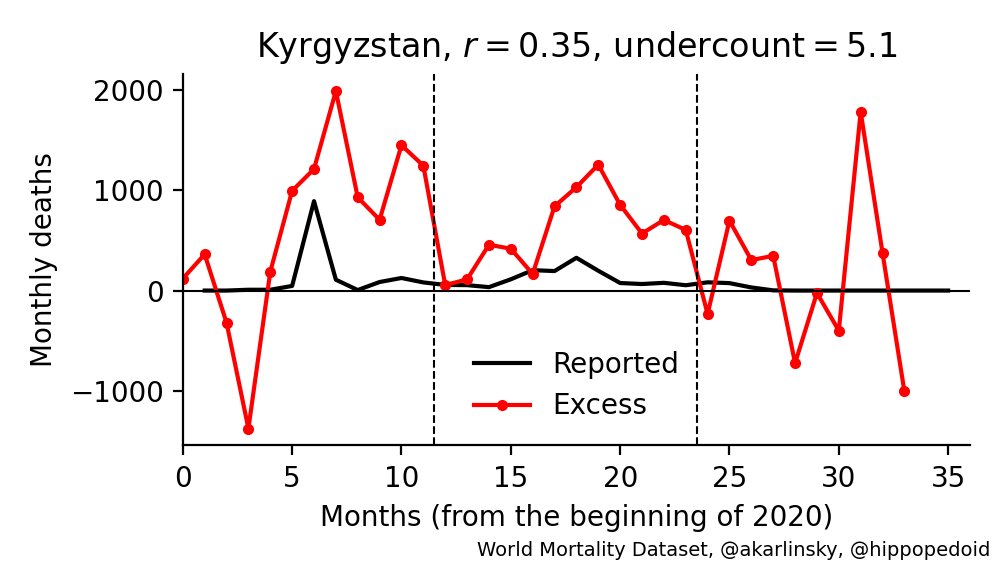 Kyrgyzstan, r = 0.35, undercount = 5.1
2000
1000
0
−1000
Monthly deaths
Reported
Excess
0 5 10 15 20 25 30 35
Months (from the beginning of 2020)
World Mortality Dataset, @akarlinsky, @hippopedoid